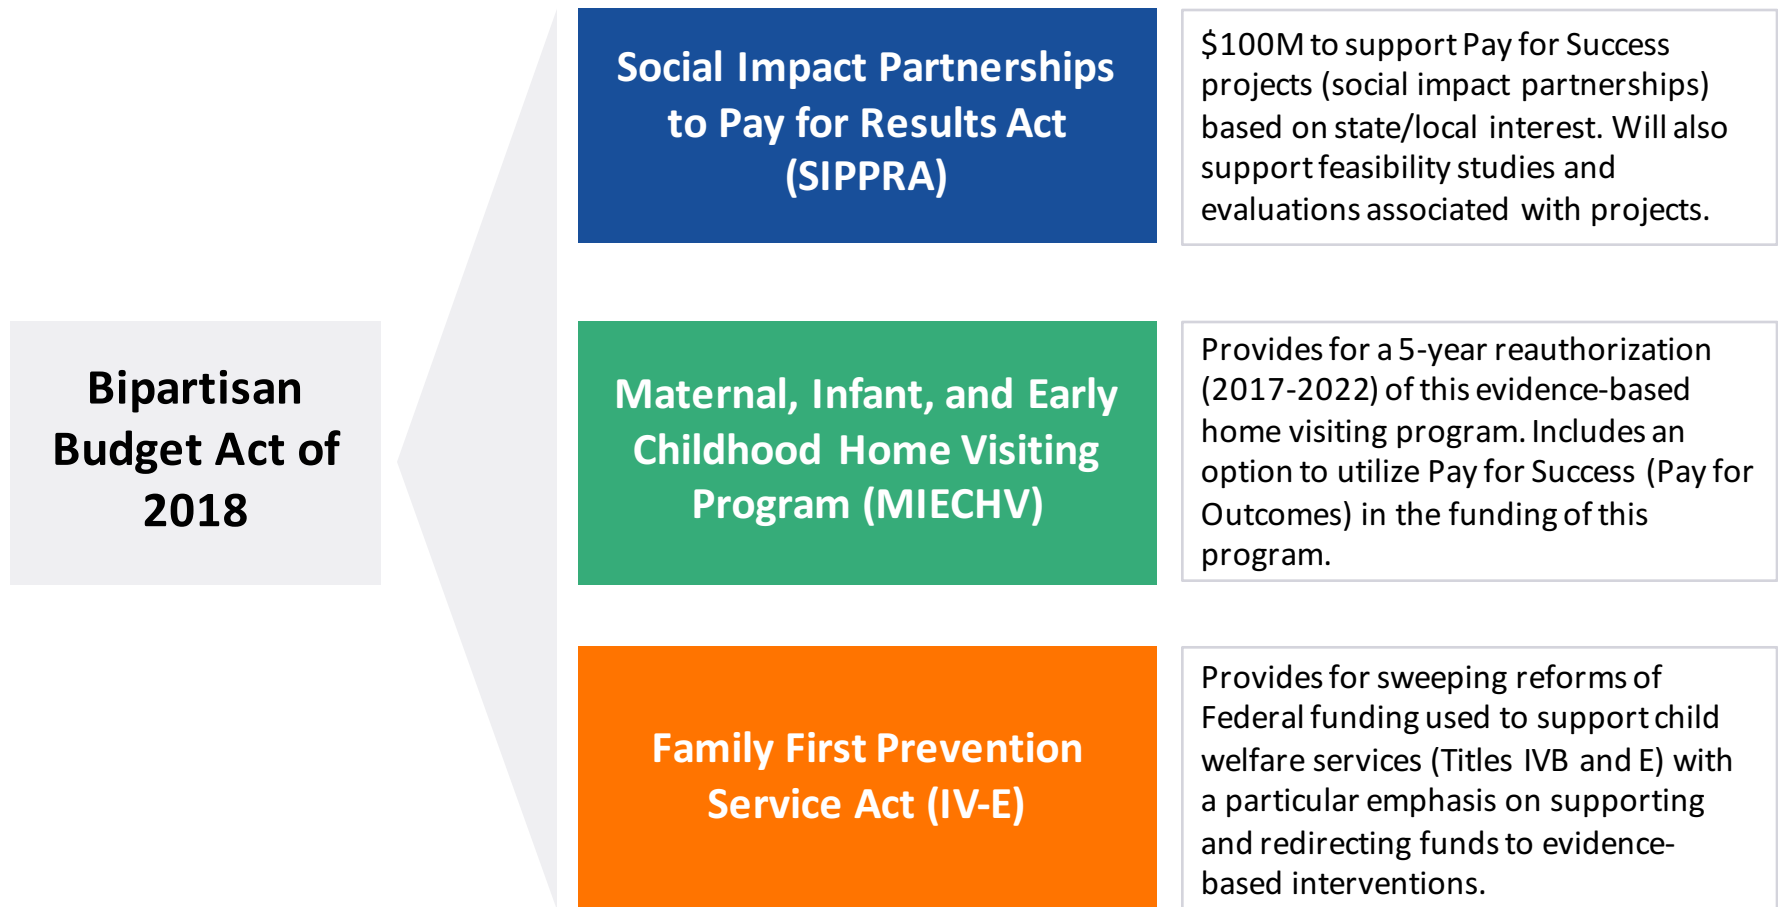 Social Impact Partnerships
to Pay for Results Act
(SIPPRA)
$100M to support Pay for Success
projects (social impact partnerships)
based on state/local interest. Will also
support feasibility studies and
evaluations associated with projects.
Bipartisan
Budget Act of
2018
Maternal, Infant, and Early
Childhood Home Visiting
Program (MIECHV)
Provides for a 5-year reauthorization
(2017-2022) of this evidence-based
home visiting program. Includes an
option to utilize Pay for Success (Pay for
Outcomes) in the funding of this
program.
Family First Prevention
Service Act (IV-E)
Provides for sweeping reforms of
Federal funding used to support child
welfare services (Titles IVB and E) with
a particular emphasis on supporting
and redirecting funds to evidence-
based interventions.